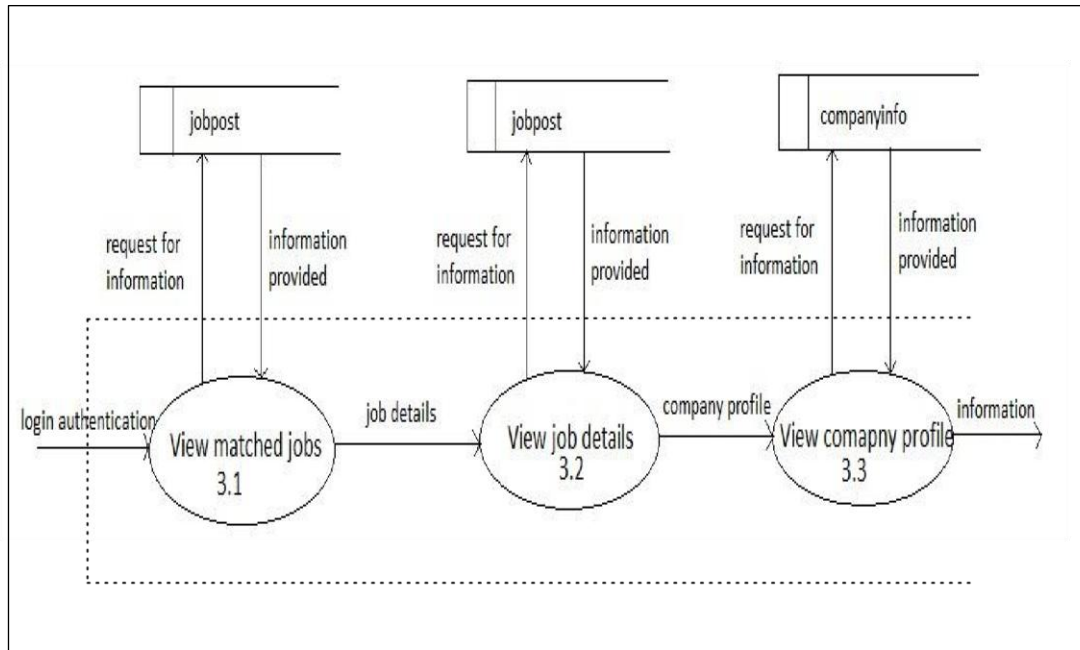 jobpost
jobpost
companyinfo
request for
information
information
provided
request for
information
information
provided
request for
information
information
provided
login authentication
View matched jobs
3.1
job details
View job details
3.2
company profile
View comapny profile
3.3
information